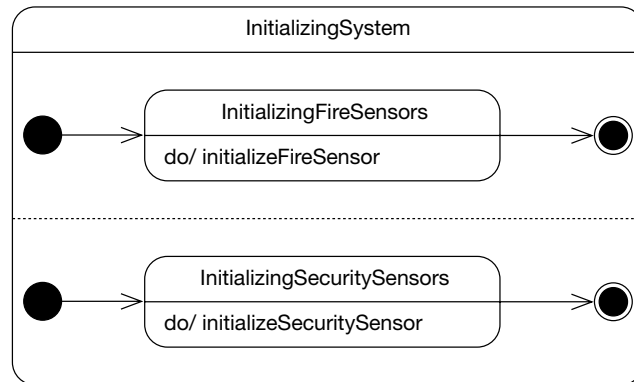 InitializingSystem
InitializingFireSensors
do/ initializeFireSensor
InitializingSecuritySensors
do/ initializeSecuritySensor